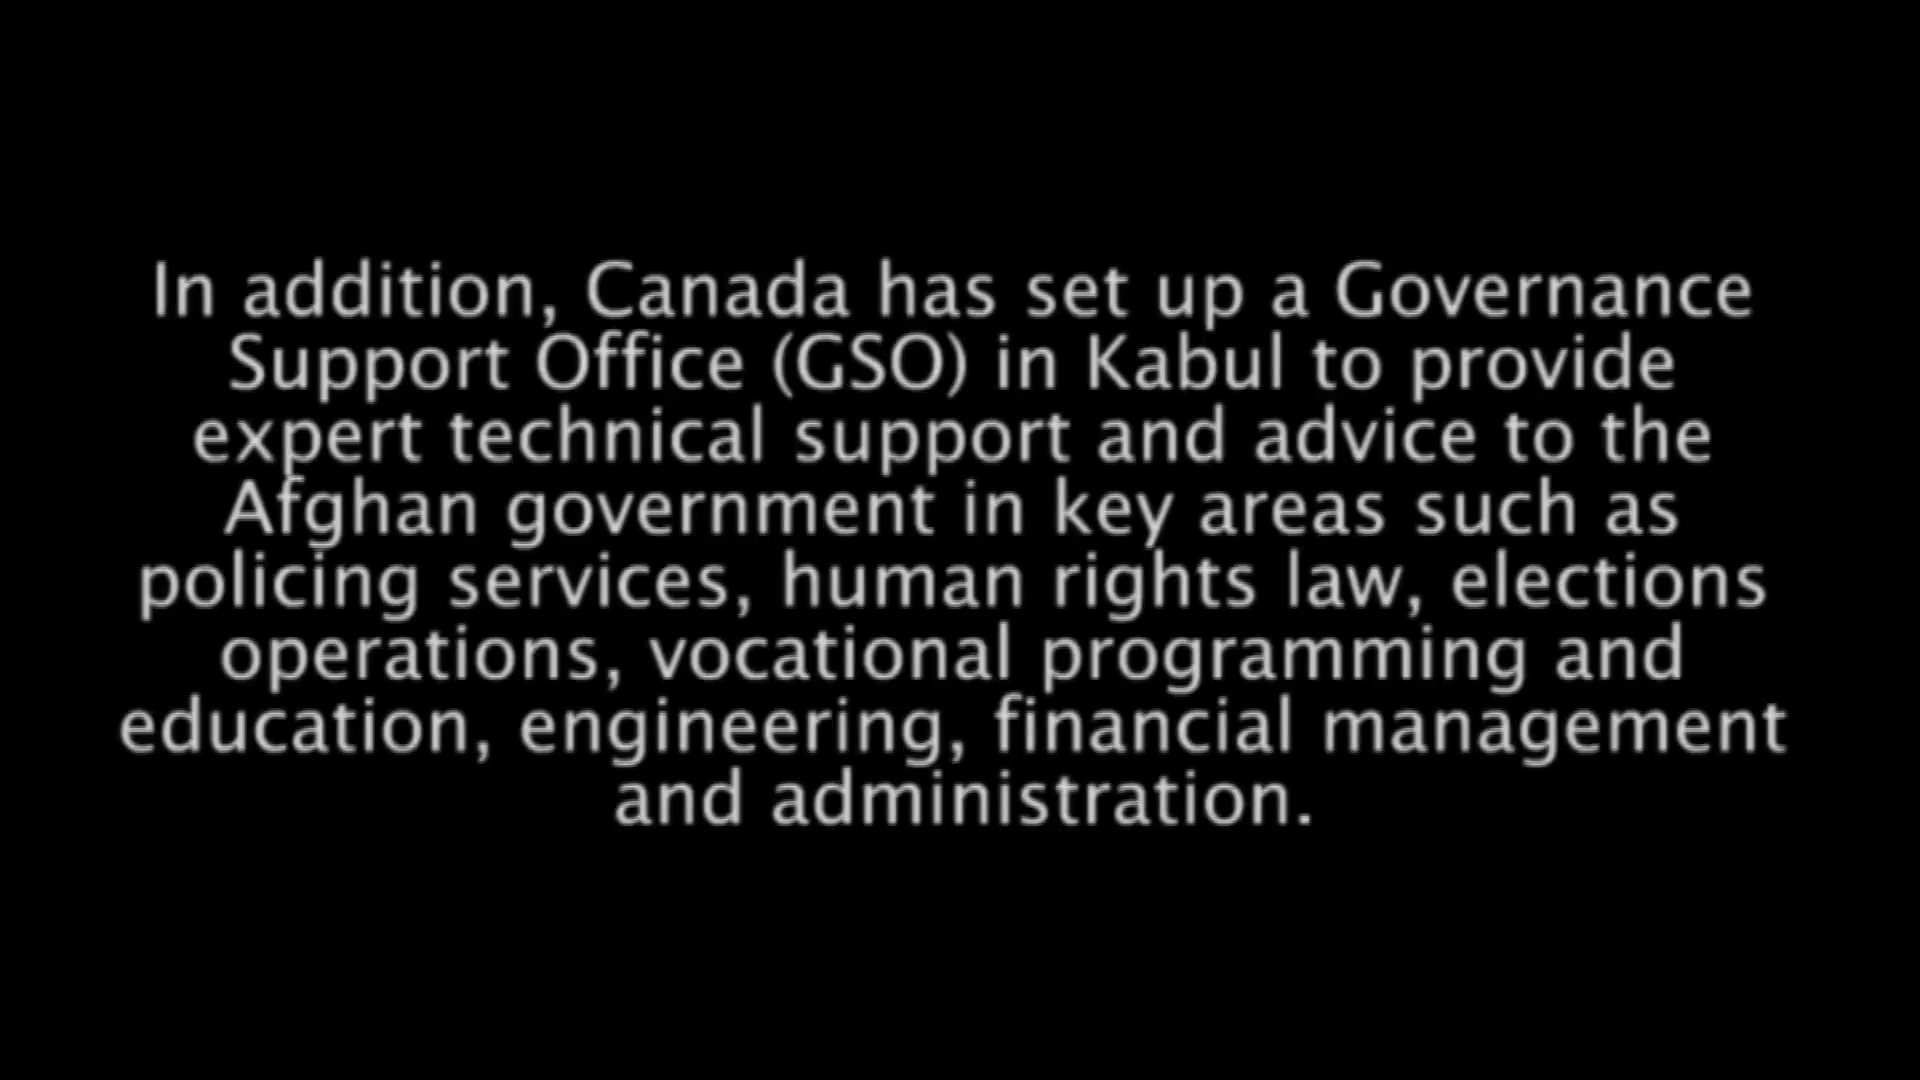 In addition, Canada has set up a Governance
Support Office (GSO) in Kabul to provide
expert technical support and advice to the
Afghan government in key areas such as
policing services, human rights law, elections
operations, vocational programming and
education, engineering, financial management
and administration.